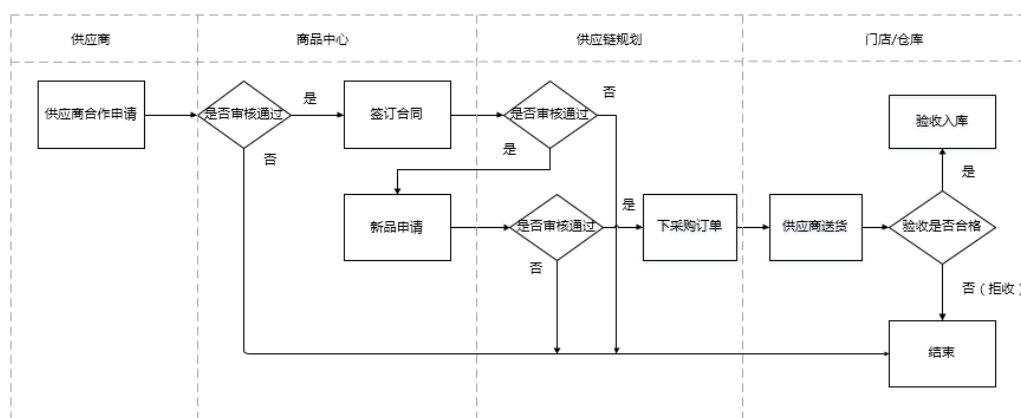 供应商
商品中心
供应链规划
门店/仓库
供应商合作申请
是否审核通过
是
签订合同
是否审核通过
否
验收入库
否
是
是
新品申请
是否审核通过
是
下采购订单
供应商送货
验收是否合格
否
否（拒收）
结束